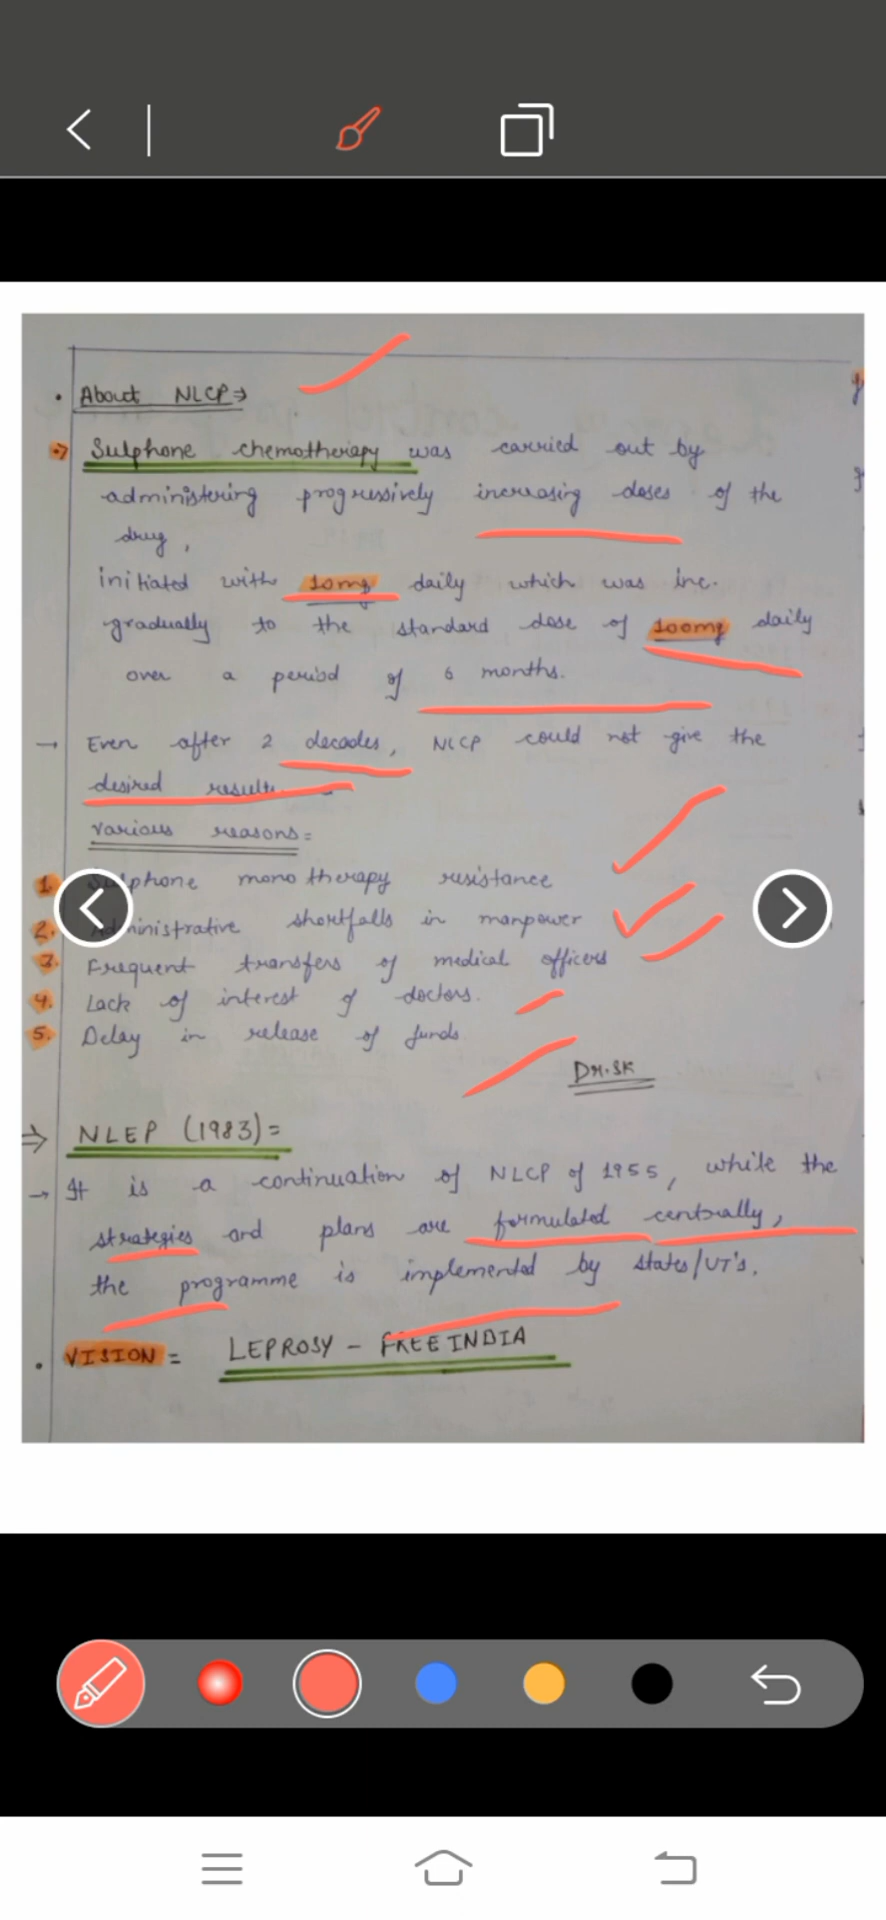 • About NLCP ⇒
Sulphone chemotherapy was carried out by
administering progressively increasing doses of the
drug,
initiated with 10mg daily which was inc.
gradually to the standard dose of 100mg daily
over a period of 6 months.
→ Even after 2 decades, NLCP could not give the
desired results
various reasons =
1. Sulphone mono therapy resistance
2. Administrative shortfalls in manpower
3. Frequent transfers of medical officers
4. Lack of interest of doctors.
5. Delay in release of funds
DR.SK
⇒ NLEP (1983) =
→ It is a continuation of NLCP of 1955, while the
strategies and plans are formulated centrally,
the programme is implemented by states/UT's.
• VISION = LEPROSY - FREE INDIA